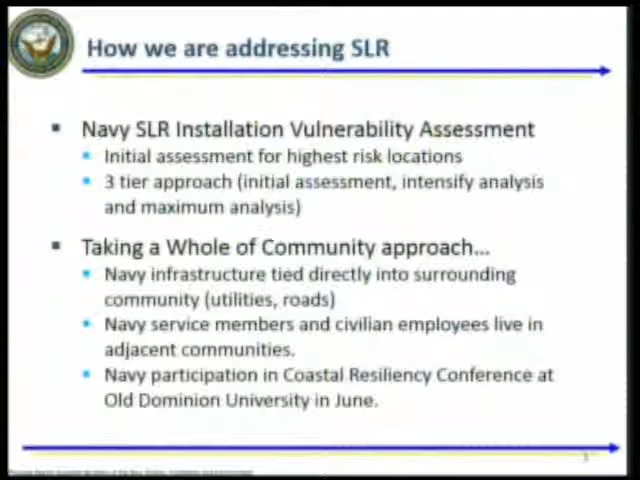 How we are addressing SLR
▪ Navy SLR Installation Vulnerability Assessment
▪ Initial assessment for highest risk locations
▪ 3 tier approach (initial assessment, intensify analysis
and maximum analysis)
▪ Taking a Whole of Community approach...
▪ Navy infrastructure tied directly into surrounding
community (utilities, roads)
▪ Navy service members and civilian employees live in
adjacent communities.
▪ Navy participation in Coastal Resiliency Conference at
Old Dominion University in June.